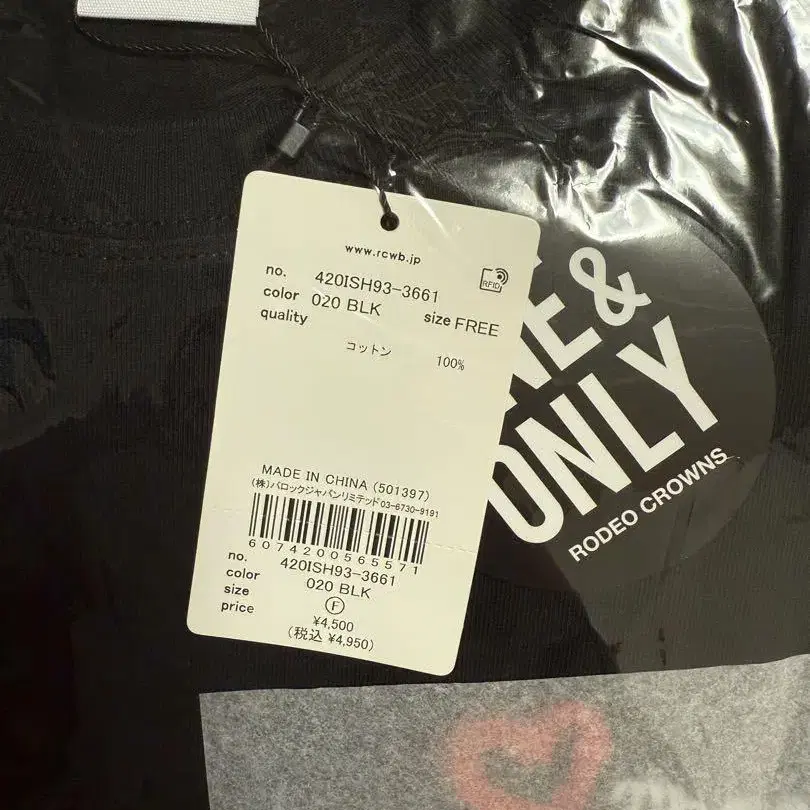 www.rcwb.jp
RFID
no. 420ISH93-3661
color 020 BLK size FREE
quality
コットン 100%
MADE IN CHINA (501397)
(株)バロックジャパンリミテッド03-6730-9191
6074200565571
no. 420ISH93-3661
color 020 BLK
size F
price ¥4,500
(税込 ¥4,950)
&
ONLY
RODEO CROWNS